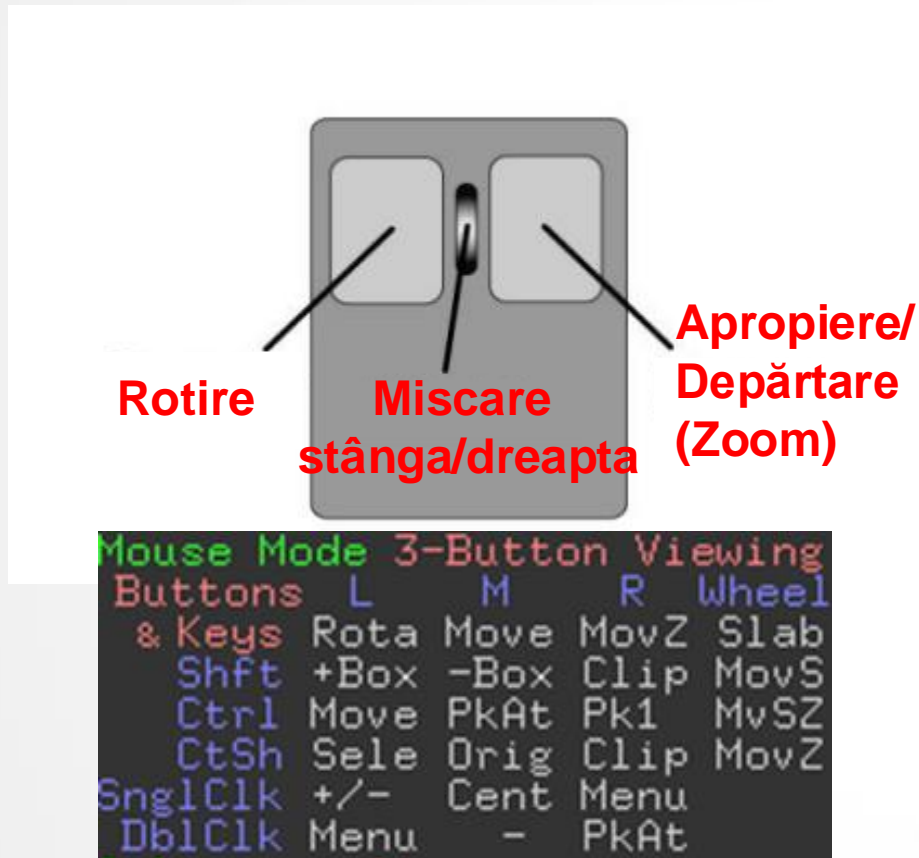 Rotire
Miscare
stânga/dreapta
Apropiere/
Depărtare
(Zoom)
Mouse Mode 3-Button Viewing
Buttons L M R Wheel
& Keys Rota Move MovZ Slab
Shft +Box -Box Clip MovS
Ctrl Move PkAt Pk1 MvSZ
CtSh Sele Orig Clip MovZ
SnglClk +/- Cent Menu
DblClk Menu - PkAt